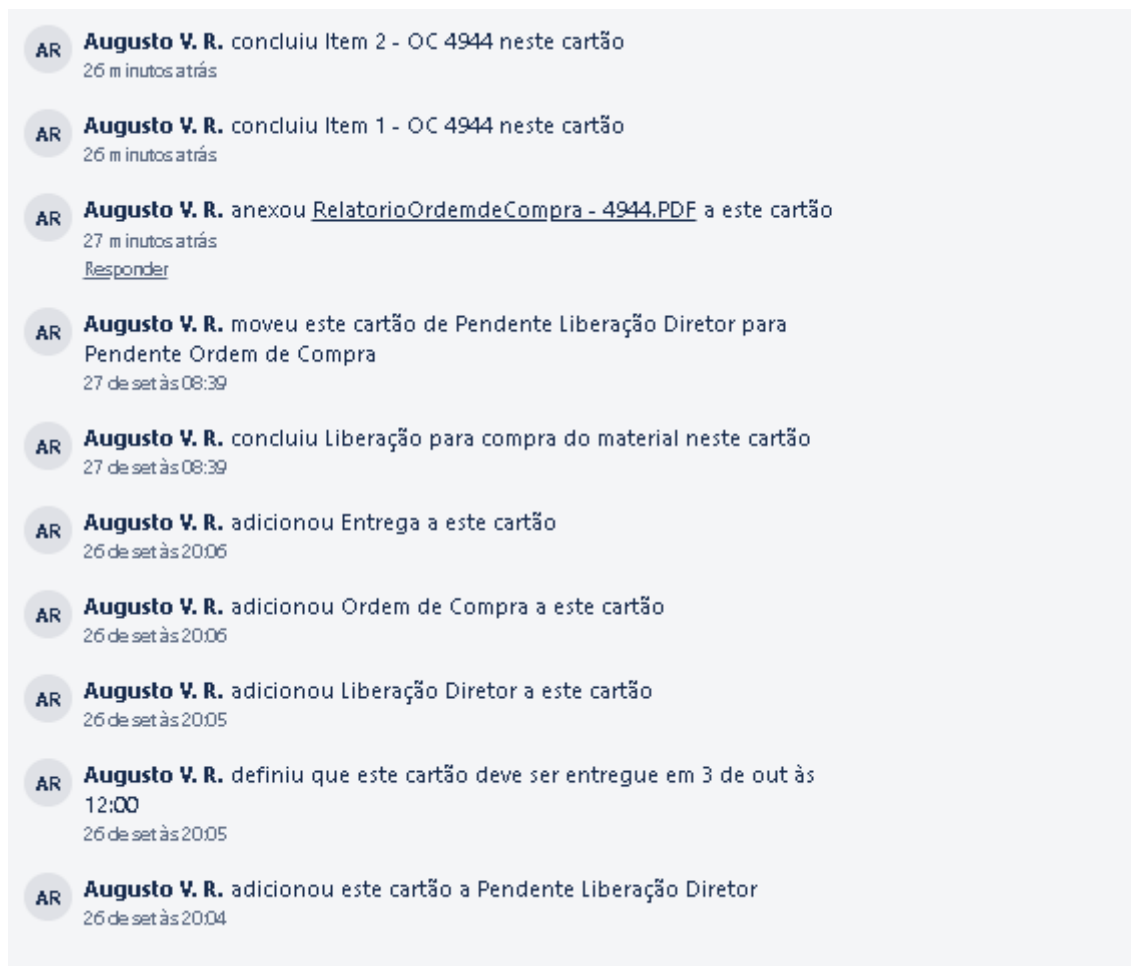 AR
Augusto V. R. concluiu Item 2 - OC 4944 neste cartão
26 minutos atrás
AR
Augusto V. R. concluiu Item 1 - OC 4944 neste cartão
26 minutos atrás
AR
Augusto V. R. anexou RelatorioOrdemdeCompra - 4944.PDF a este cartão
27 minutos atrás
Responder
AR
Augusto V. R. moveu este cartão de Pendente Liberação Diretor para
Pendente Ordem de Compra
27 de set às 08:39
AR
Augusto V. R. concluiu Liberação para compra do material neste cartão
27 de set às 08:39
AR
Augusto V. R. adicionou Entrega a este cartão
26 de set às 20:06
AR
Augusto V. R. adicionou Ordem de Compra a este cartão
26 de set às 20:06
AR
Augusto V. R. adicionou Liberação Diretor a este cartão
26 de set às 20:05
AR
Augusto V. R. definiu que este cartão deve ser entregue em 3 de out às
12:00
26 de set às 20:05
AR
Augusto V. R. adicionou este cartão a Pendente Liberação Diretor
26 de set às 20:04